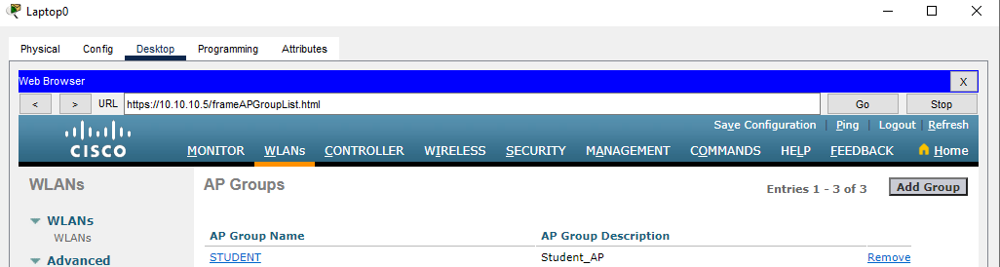 Laptop0
Physical Config Desktop Programming Attributes
Web Browser X
< > URL https://10.10.10.5/frameAPGroupList.html Go Stop
Save Configuration | Ping | Logout | Refresh
CISCO MONITOR WLANs CONTROLLER WIRELESS SECURITY MANAGEMENT COMMANDS HELP FEEDBACK Home
WLANs AP Groups Entries 1 - 3 of 3 Add Group
WLANs
WLANs
AP Group Name AP Group Description
Advanced
STUDENT Student_AP Remove